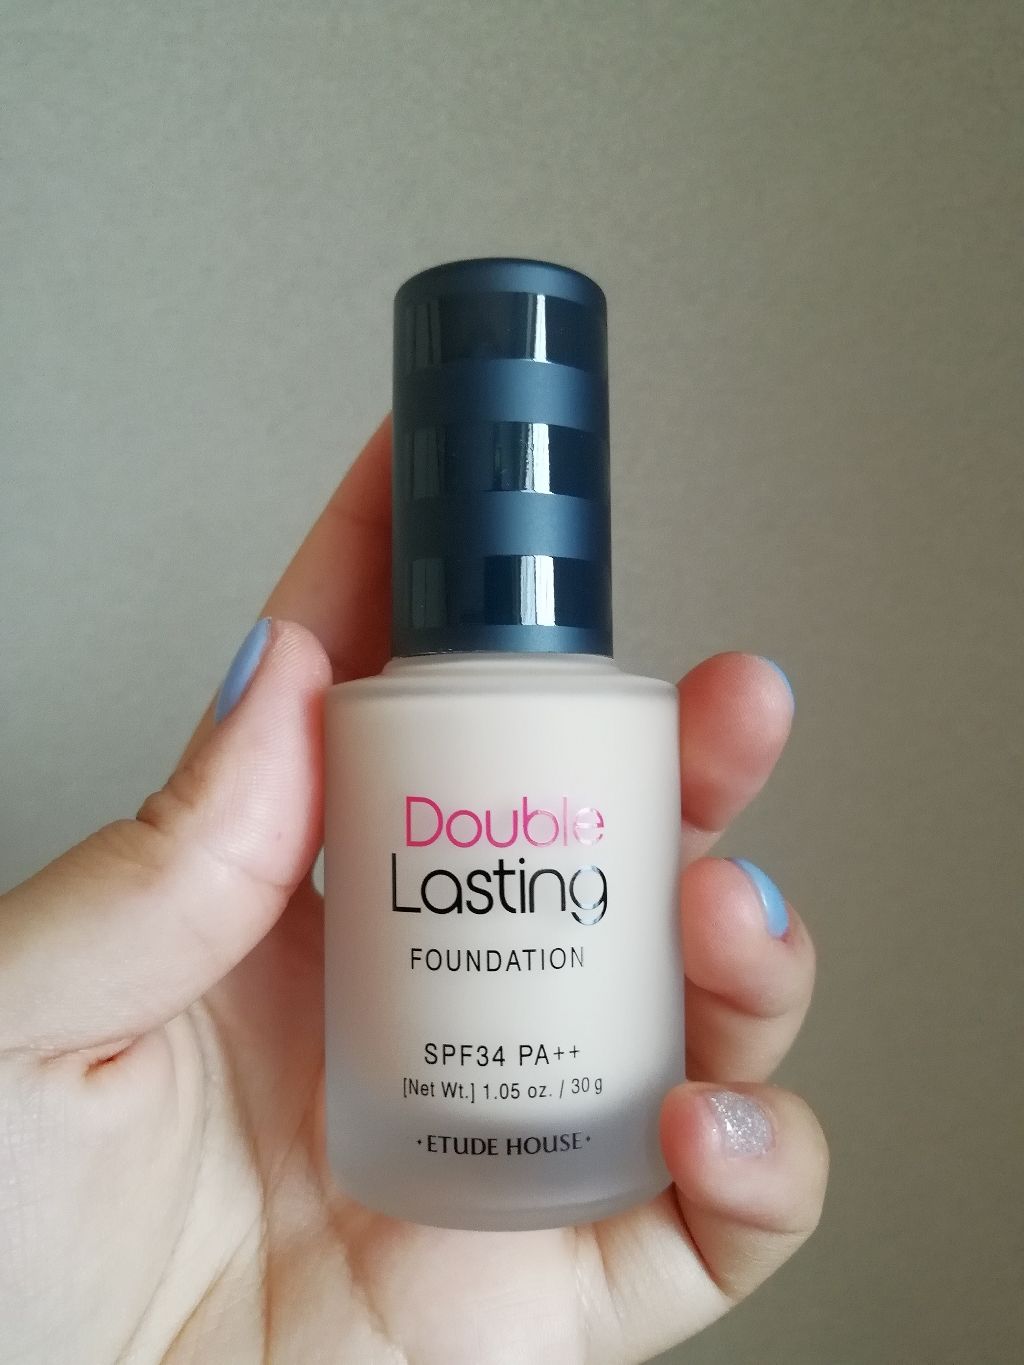 Double
Lasting
FOUNDATION
SPF34 PA++
[Net Wt.] 1.05 oz. / 30 g
·ETUDE HOUSE·